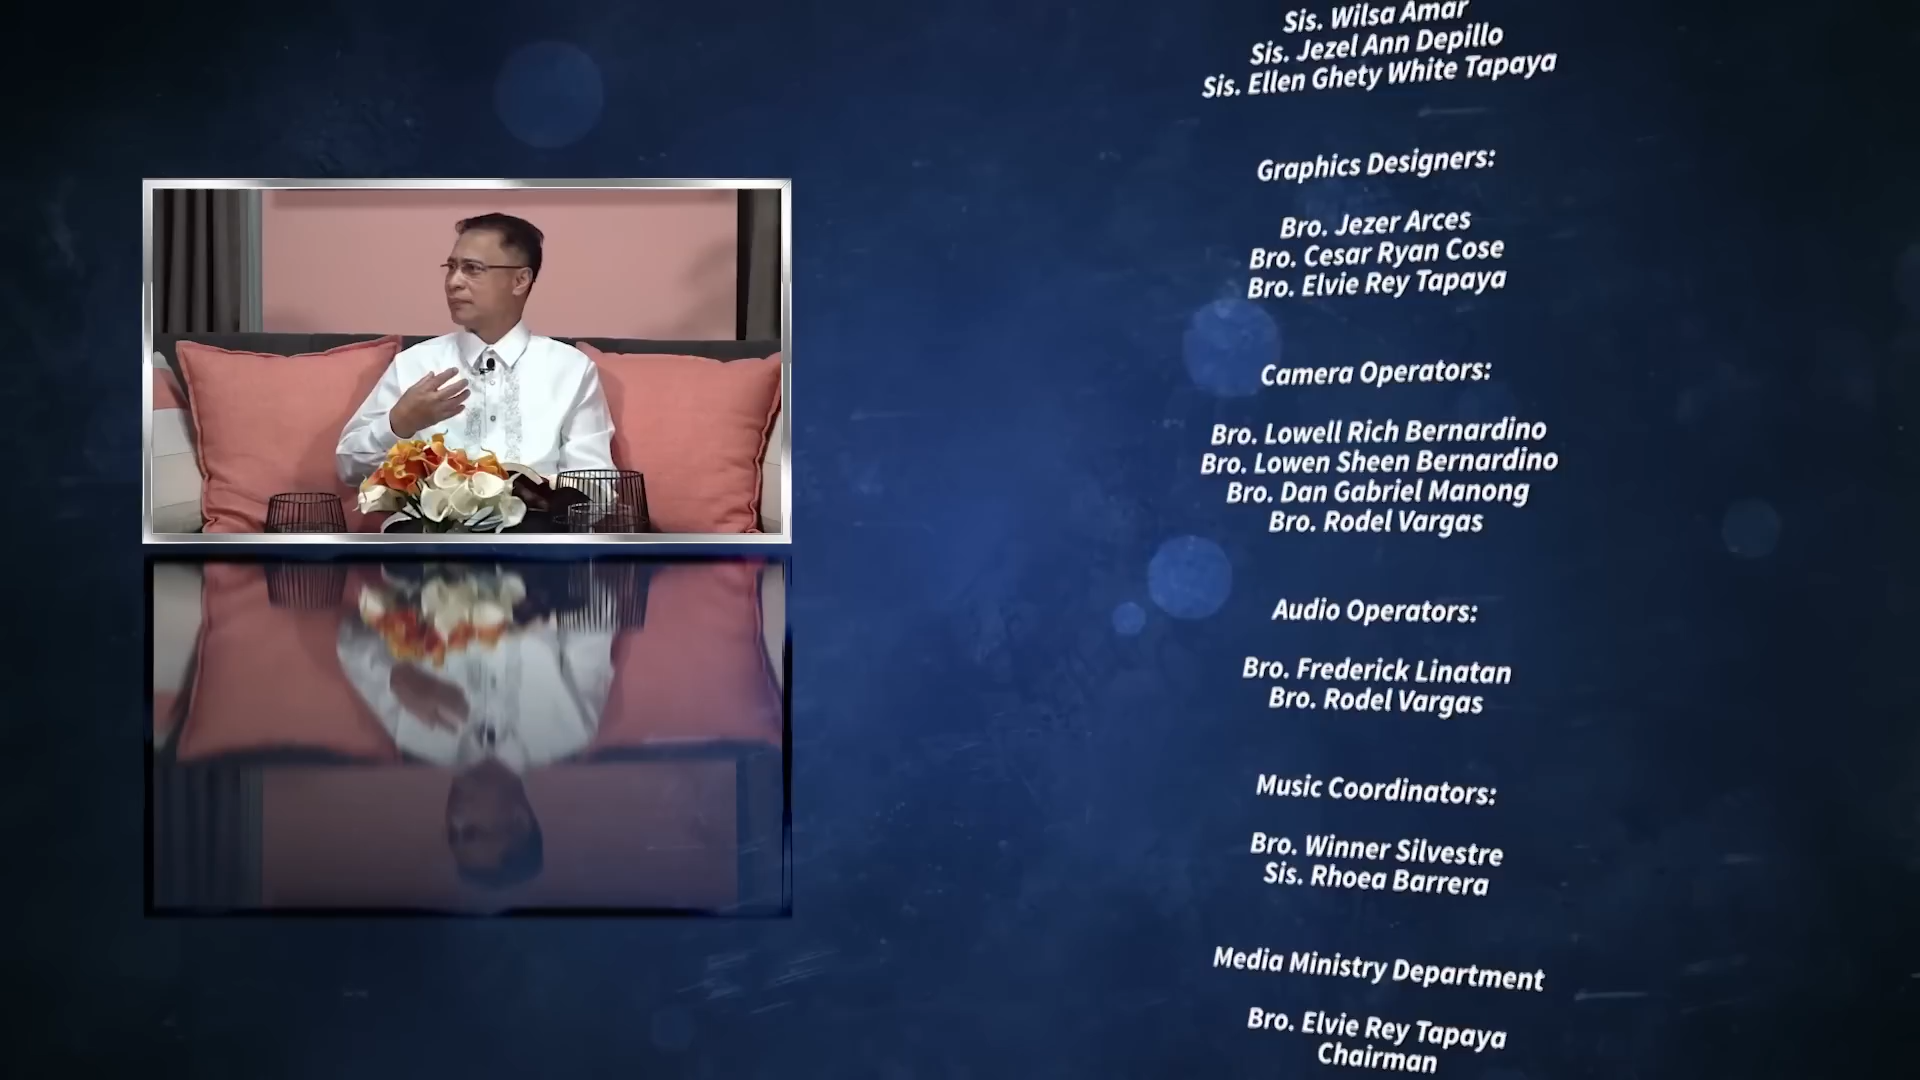 Sis. Wilsa Amar
Sis. Jezel Ann Depillo
Sis. Ellen Ghety White Tapaya
Graphics Designers:
Bro. Jezer Arces
Bro. Cesar Ryan Cose
Bro. Elvie Rey Tapaya
Camera Operators:
Bro. Lowell Rich Bernardino
Bro. Lowen Sheen Bernardino
Bro. Dan Gabriel Manong
Bro. Rodel Vargas
Audio Operators:
Bro. Frederick Linatan
Bro. Rodel Vargas
Music Coordinators:
Bro. Winner Silvestre
Sis. Rhoea Barrera
Media Ministry Department
Bro. Elvie Rey Tapaya
Chairman